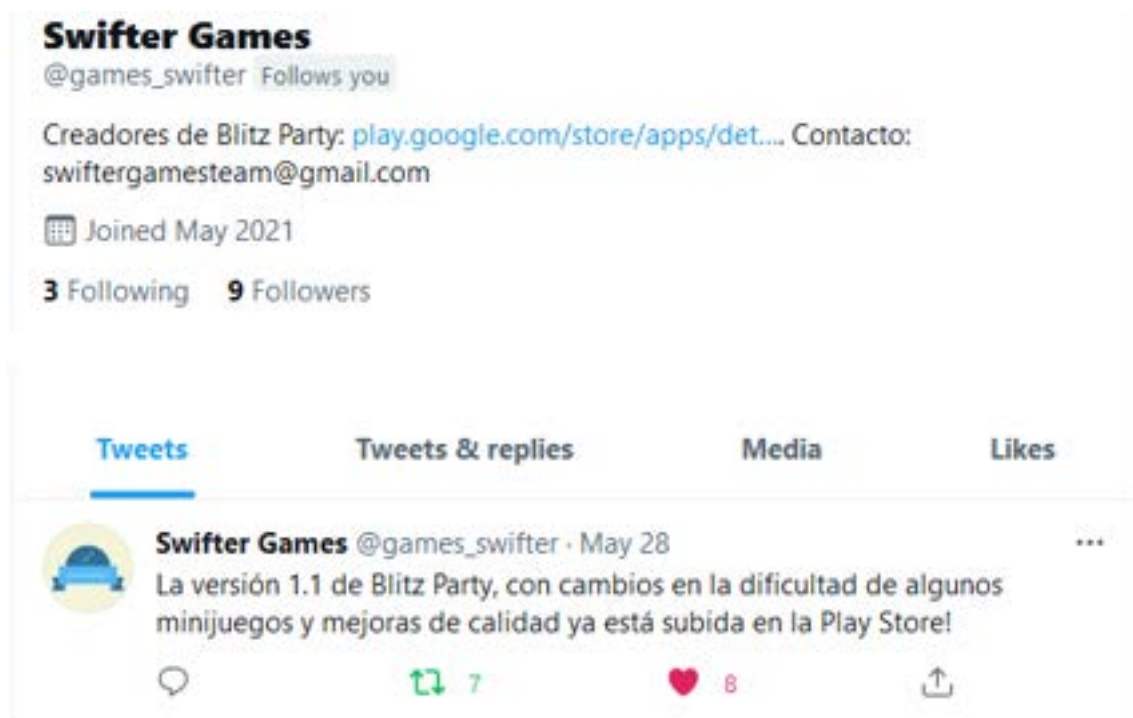 Swifter Games
@games_swifter Follows you
Creadores de Blitz Party: play.google.com/store/apps/det.... Contacto:
swiftergamesteam@gmail.com
Joined May 2021
3 Following 9 Followers
Tweets Tweets & replies Media Likes
Swifter Games @games_swifter · May 28 ...
La versión 1.1 de Blitz Party, con cambios en la dificultad de algunos
minijuegos y mejoras de calidad ya está subida en la Play Store!
7 8